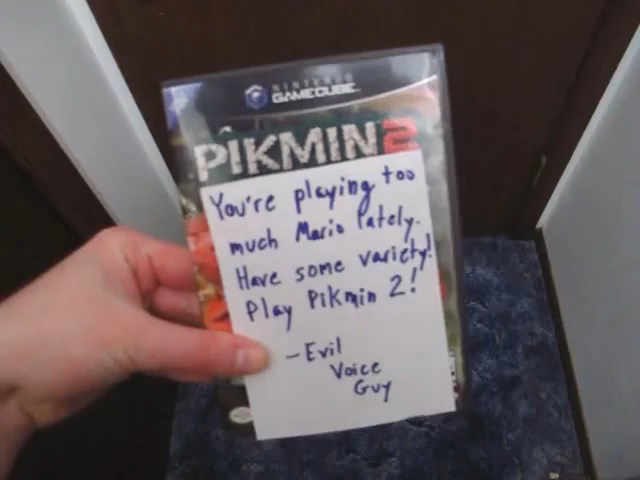 NINTENDO
GAMECUBE
PIKMIN 2
You're playing too
much Mario lately.
Have some variety!
Play Pikmin 2!
-Evil
Voice
Guy